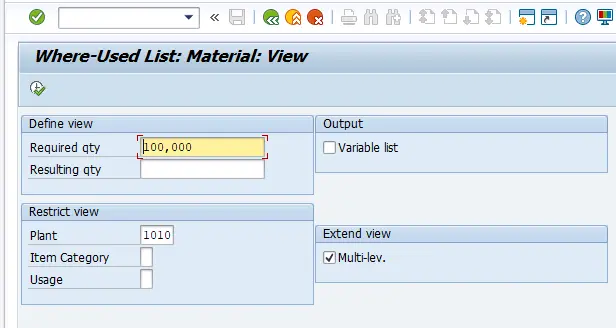 Where-Used List: Material: View
Define view
Required qty 100,000
Resulting qty
Output
Variable list
Restrict view
Plant 1010
Item Category
Usage
Extend view
Multi-lev.